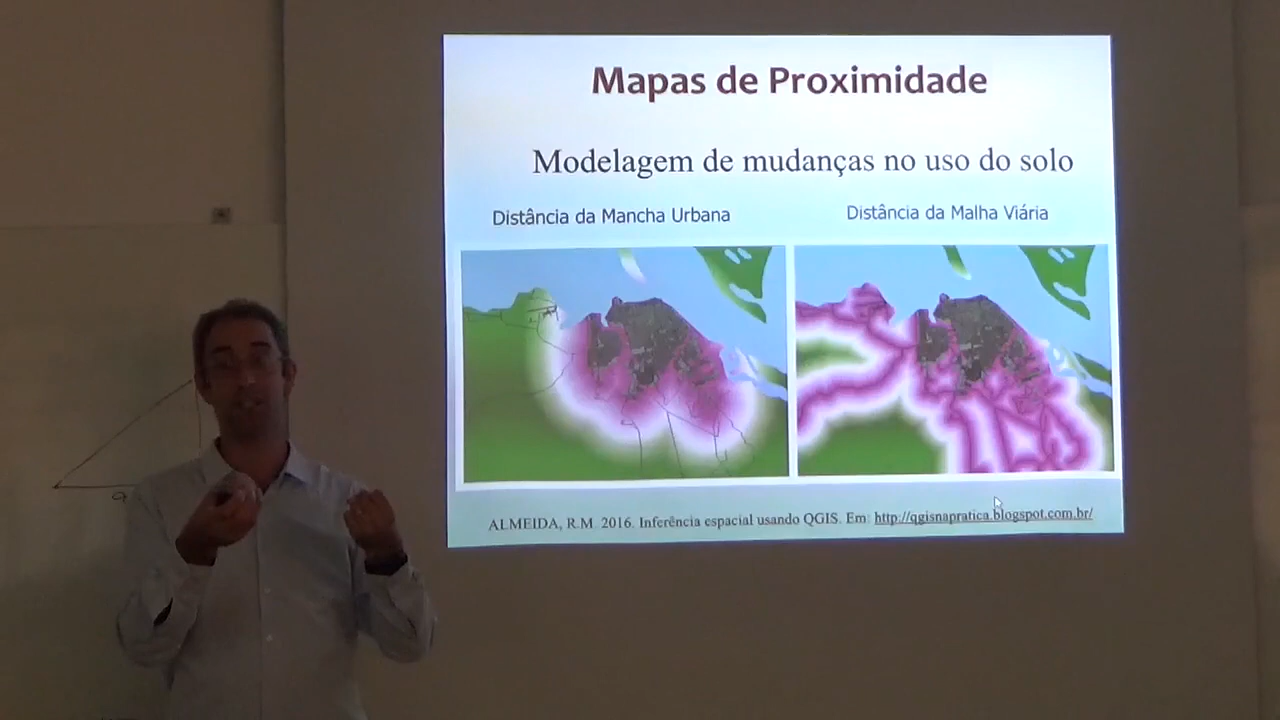 Mapas de Proximidade
Modelagem de mudanças no uso do solo
Distância da Mancha Urbana
Distância da Malha Viária
ALMEIDA, R.M. 2016. Inferência espacial usando QGIS. Em: http://qgisnapratica.blogspot.com.br/
a